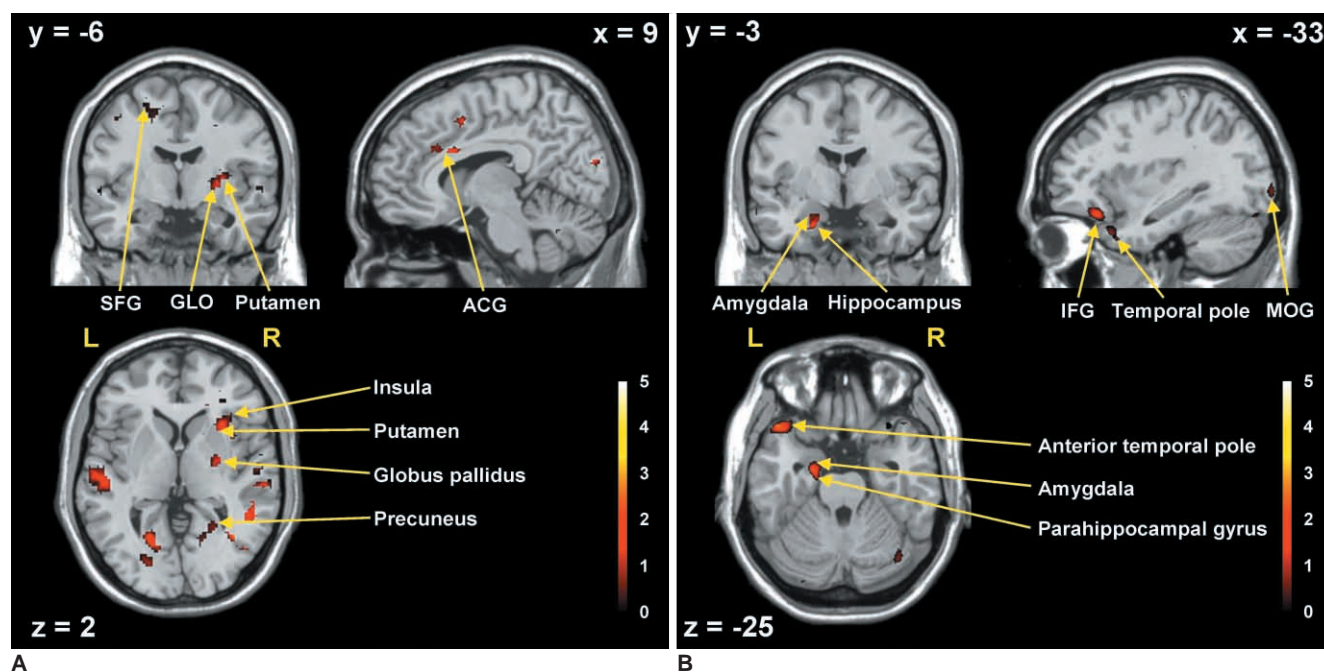 y = -6
x = 9
SFG
GLO
Putamen
ACG
L
R
Insula
Putamen
Globus pallidus
Precuneus
5
4
3
2
1
0
z = 2
A
y = -3
x = -33
Amygdala
Hippocampus
IFG
Temporal pole
MOG
L
R
Anterior temporal pole
Amygdala
Parahippocampal gyrus
5
4
3
2
1
0
z = -25
B